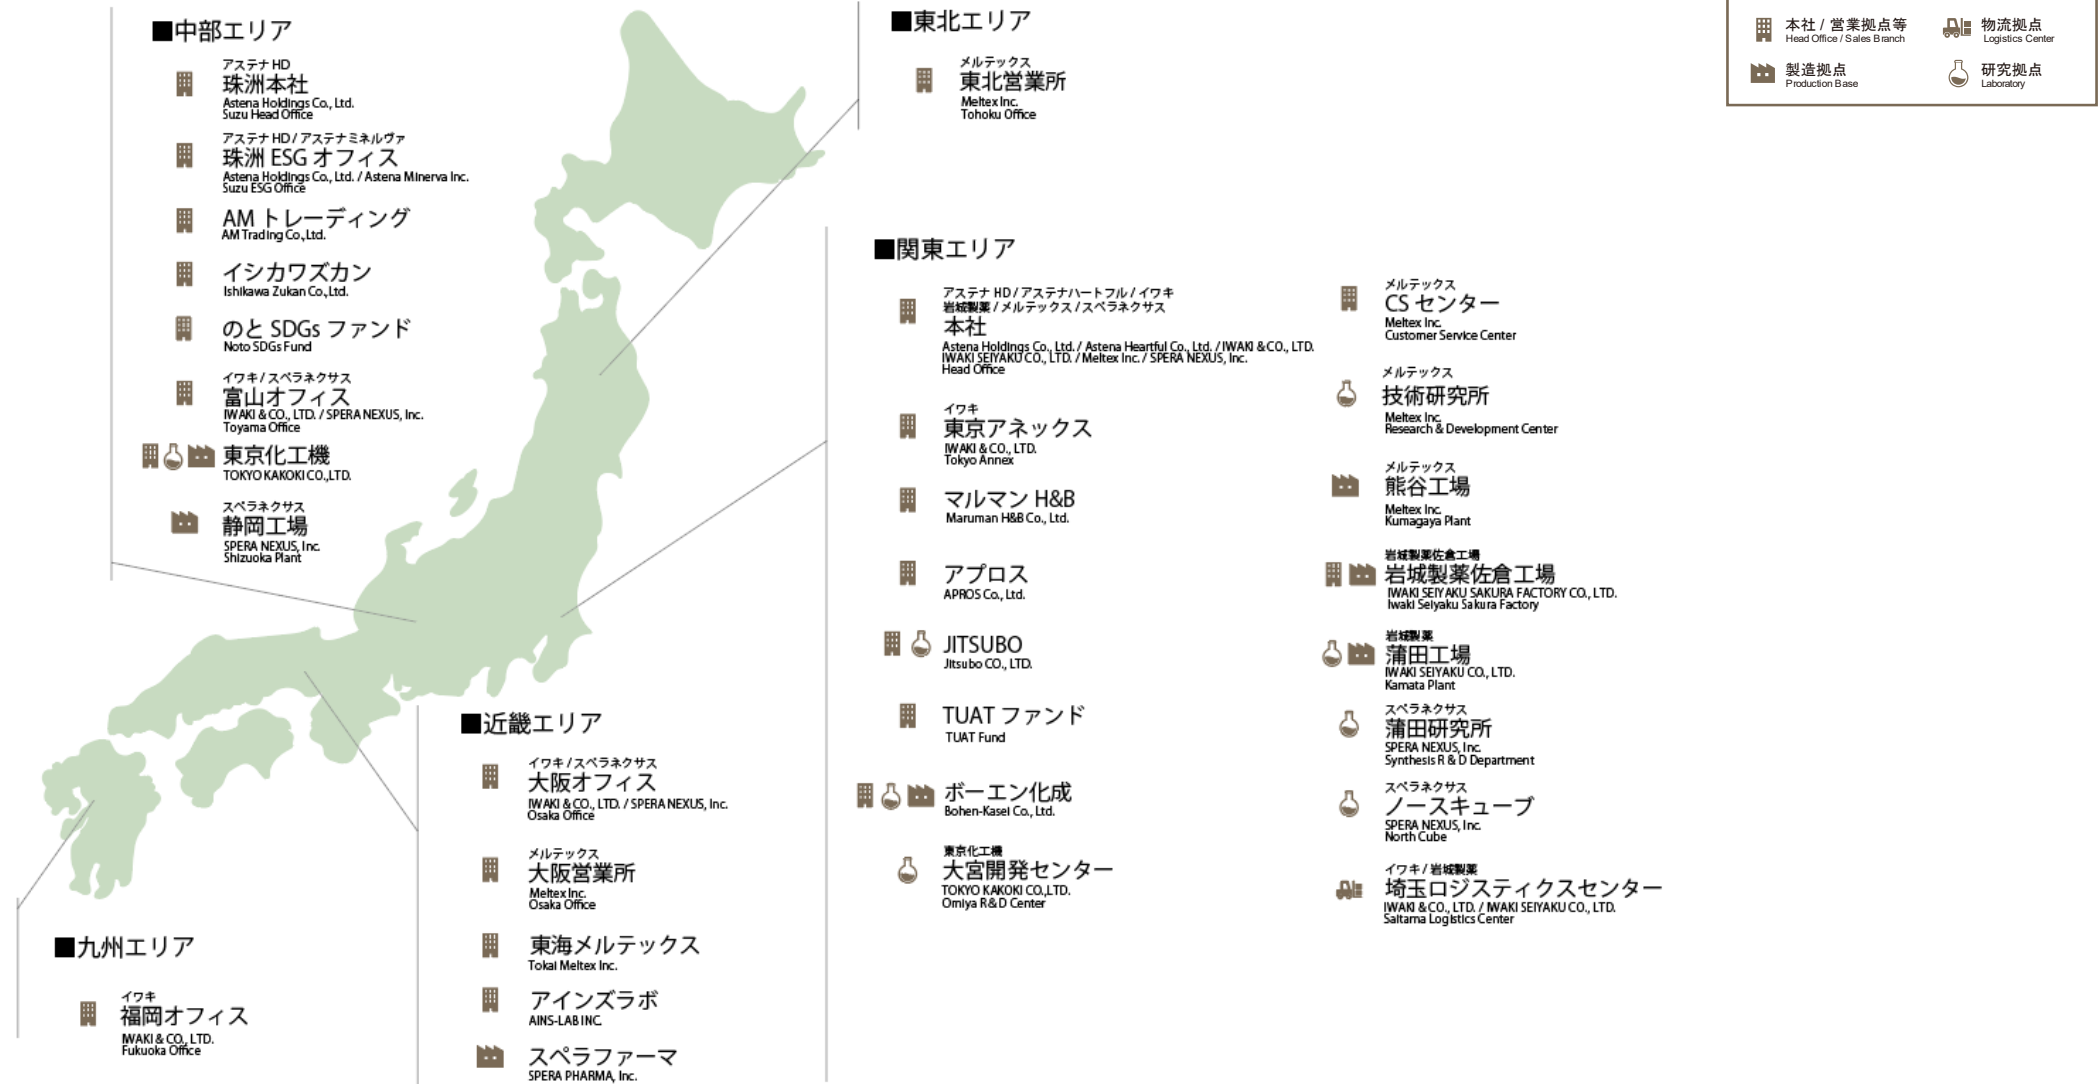 ■中部エリア
アステナ HD
珠洲本社
Astena Holdings Co., Ltd.
Suzu Head Office
アステナ HD / アステナミネルヴァ
珠洲 ESG オフィス
Astena Holdings Co., Ltd. / Astena Minerva Inc.
Suzu ESG Office
AM トレーディング
AM Trading Co.,Ltd.
イシカワズカン
Ishikawa Zukan Co.,Ltd.
のと SDGs ファンド
Noto SDGs Fund
イワキ / スペラネクサス
富山オフィス
IWAKI & CO., LTD. / SPERA NEXUS, Inc.
Toyama Office
東京化工機
TOKYO KAKOKI CO.,LTD.
スペラネクサス
静岡工場
SPERA NEXUS, Inc.
Shizuoka Plant
■東北エリア
メルテックス
東北営業所
Meltex Inc.
Tohoku Office
本社 / 営業拠点等
Head Office / Sales Branch
物流拠点
Logistics Center
製造拠点
Production Base
研究拠点
Laboratory
■関東エリア
アステナ HD / アステナハートフル / イワキ
岩城製薬 / メルテックス / スペラネクサス
本社
Astena Holdings Co., Ltd. / Astena Heartful Co., Ltd. / IWAKI & CO., LTD.
IWAKI SEIYAKU CO., LTD. / Meltex Inc. / SPERA NEXUS, Inc.
Head Office
イワキ
東京アネックス
IWAKI & CO., LTD.
Tokyo Annex
マルマン H&B
Maruman H&B Co., Ltd.
アプロス
APROS Co., Ltd.
JITSUBO
Jitsubo CO., LTD.
TUAT ファンド
TUAT Fund
ボーエン化成
Bohen-Kasei Co., Ltd.
東京化工機
大宮開発センター
TOKYO KAKOKI CO.,LTD.
Omiya R&D Center
メルテックス
CS センター
Meltex Inc.
Customer Service Center
メルテックス
技術研究所
Meltex Inc.
Research & Development Center
メルテックス
熊谷工場
Meltex Inc.
Kumagaya Plant
岩城製薬佐倉工場
岩城製薬佐倉工場
IWAKI SEIYAKU SAKURA FACTORY CO., LTD.
Iwaki Seiyaku Sakura Factory
岩城製薬
蒲田工場
IWAKI SEIYAKU CO., LTD.
Kamata Plant
スペラネクサス
蒲田研究所
SPERA NEXUS, Inc.
Synthesis R & D Department
スペラネクサス
ノースキューブ
SPERA NEXUS, Inc.
North Cube
イワキ / 岩城製薬
埼玉ロジスティクスセンター
IWAKI & CO., LTD. / IWAKI SEIYAKU CO., LTD.
Saitama Logistics Center
■近畿エリア
イワキ / スペラネクサス
大阪オフィス
IWAKI & CO., LTD. / SPERA NEXUS, Inc.
Osaka Office
メルテックス
大阪営業所
Meltex Inc.
Osaka Office
東海メルテックス
Tokai Meltex Inc.
アインズラボ
AINS-LAB INC.
スペラファーマ
SPERA PHARMA, Inc.
■九州エリア
イワキ
福岡オフィス
IWAKI & CO., LTD.
Fukuoka Office